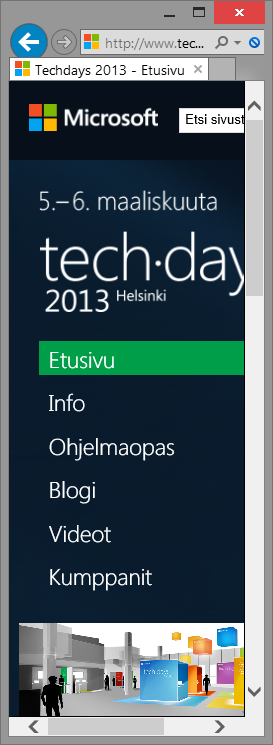 http://www.tec...
Techdays 2013 - Etusivu
Microsoft
Etsi sivust
5.–6. maaliskuuta
tech·day
2013 Helsinki
Etusivu
Info
Ohjelmaopas
Blogi
Videot
Kumppanit